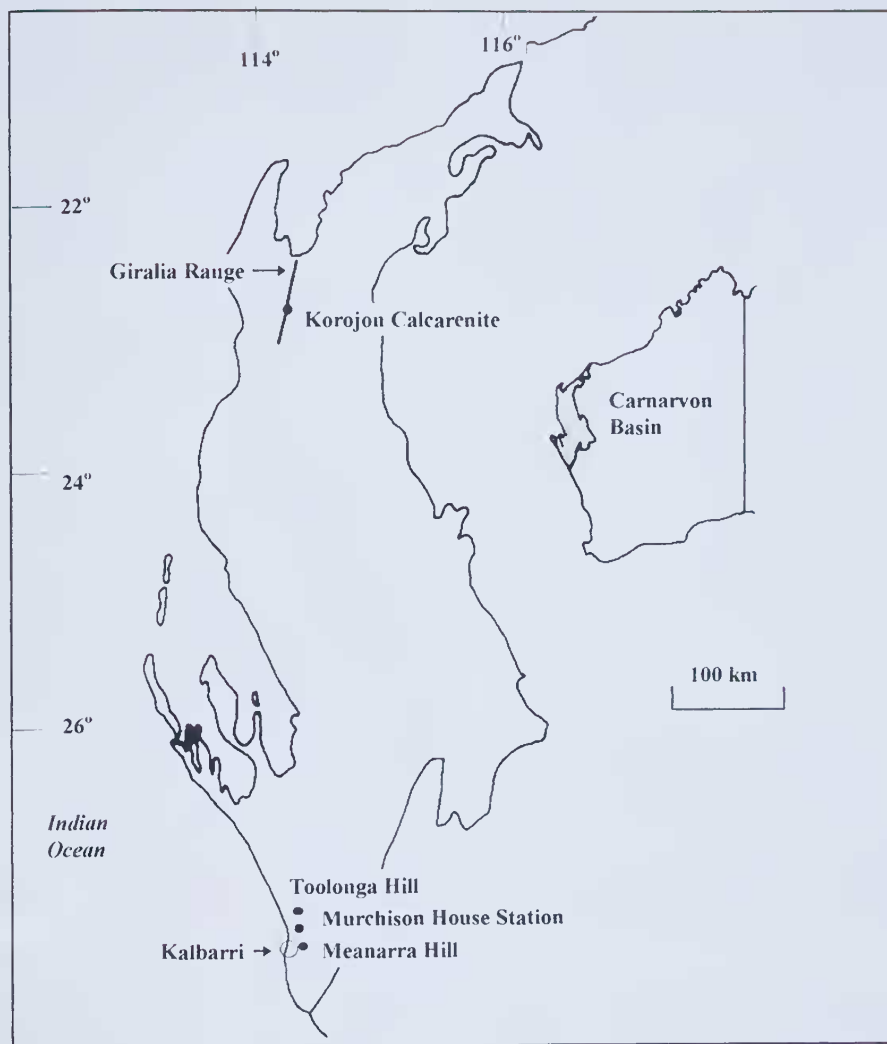 114°
116°
22°
Giralia Range
Korojon Calcarenite
Carnarvon
Basin
24°
100 km
26°
Indian
Ocean
Toolonga Hill
Murchison House Station
Kalbarri
Meanarra Hill